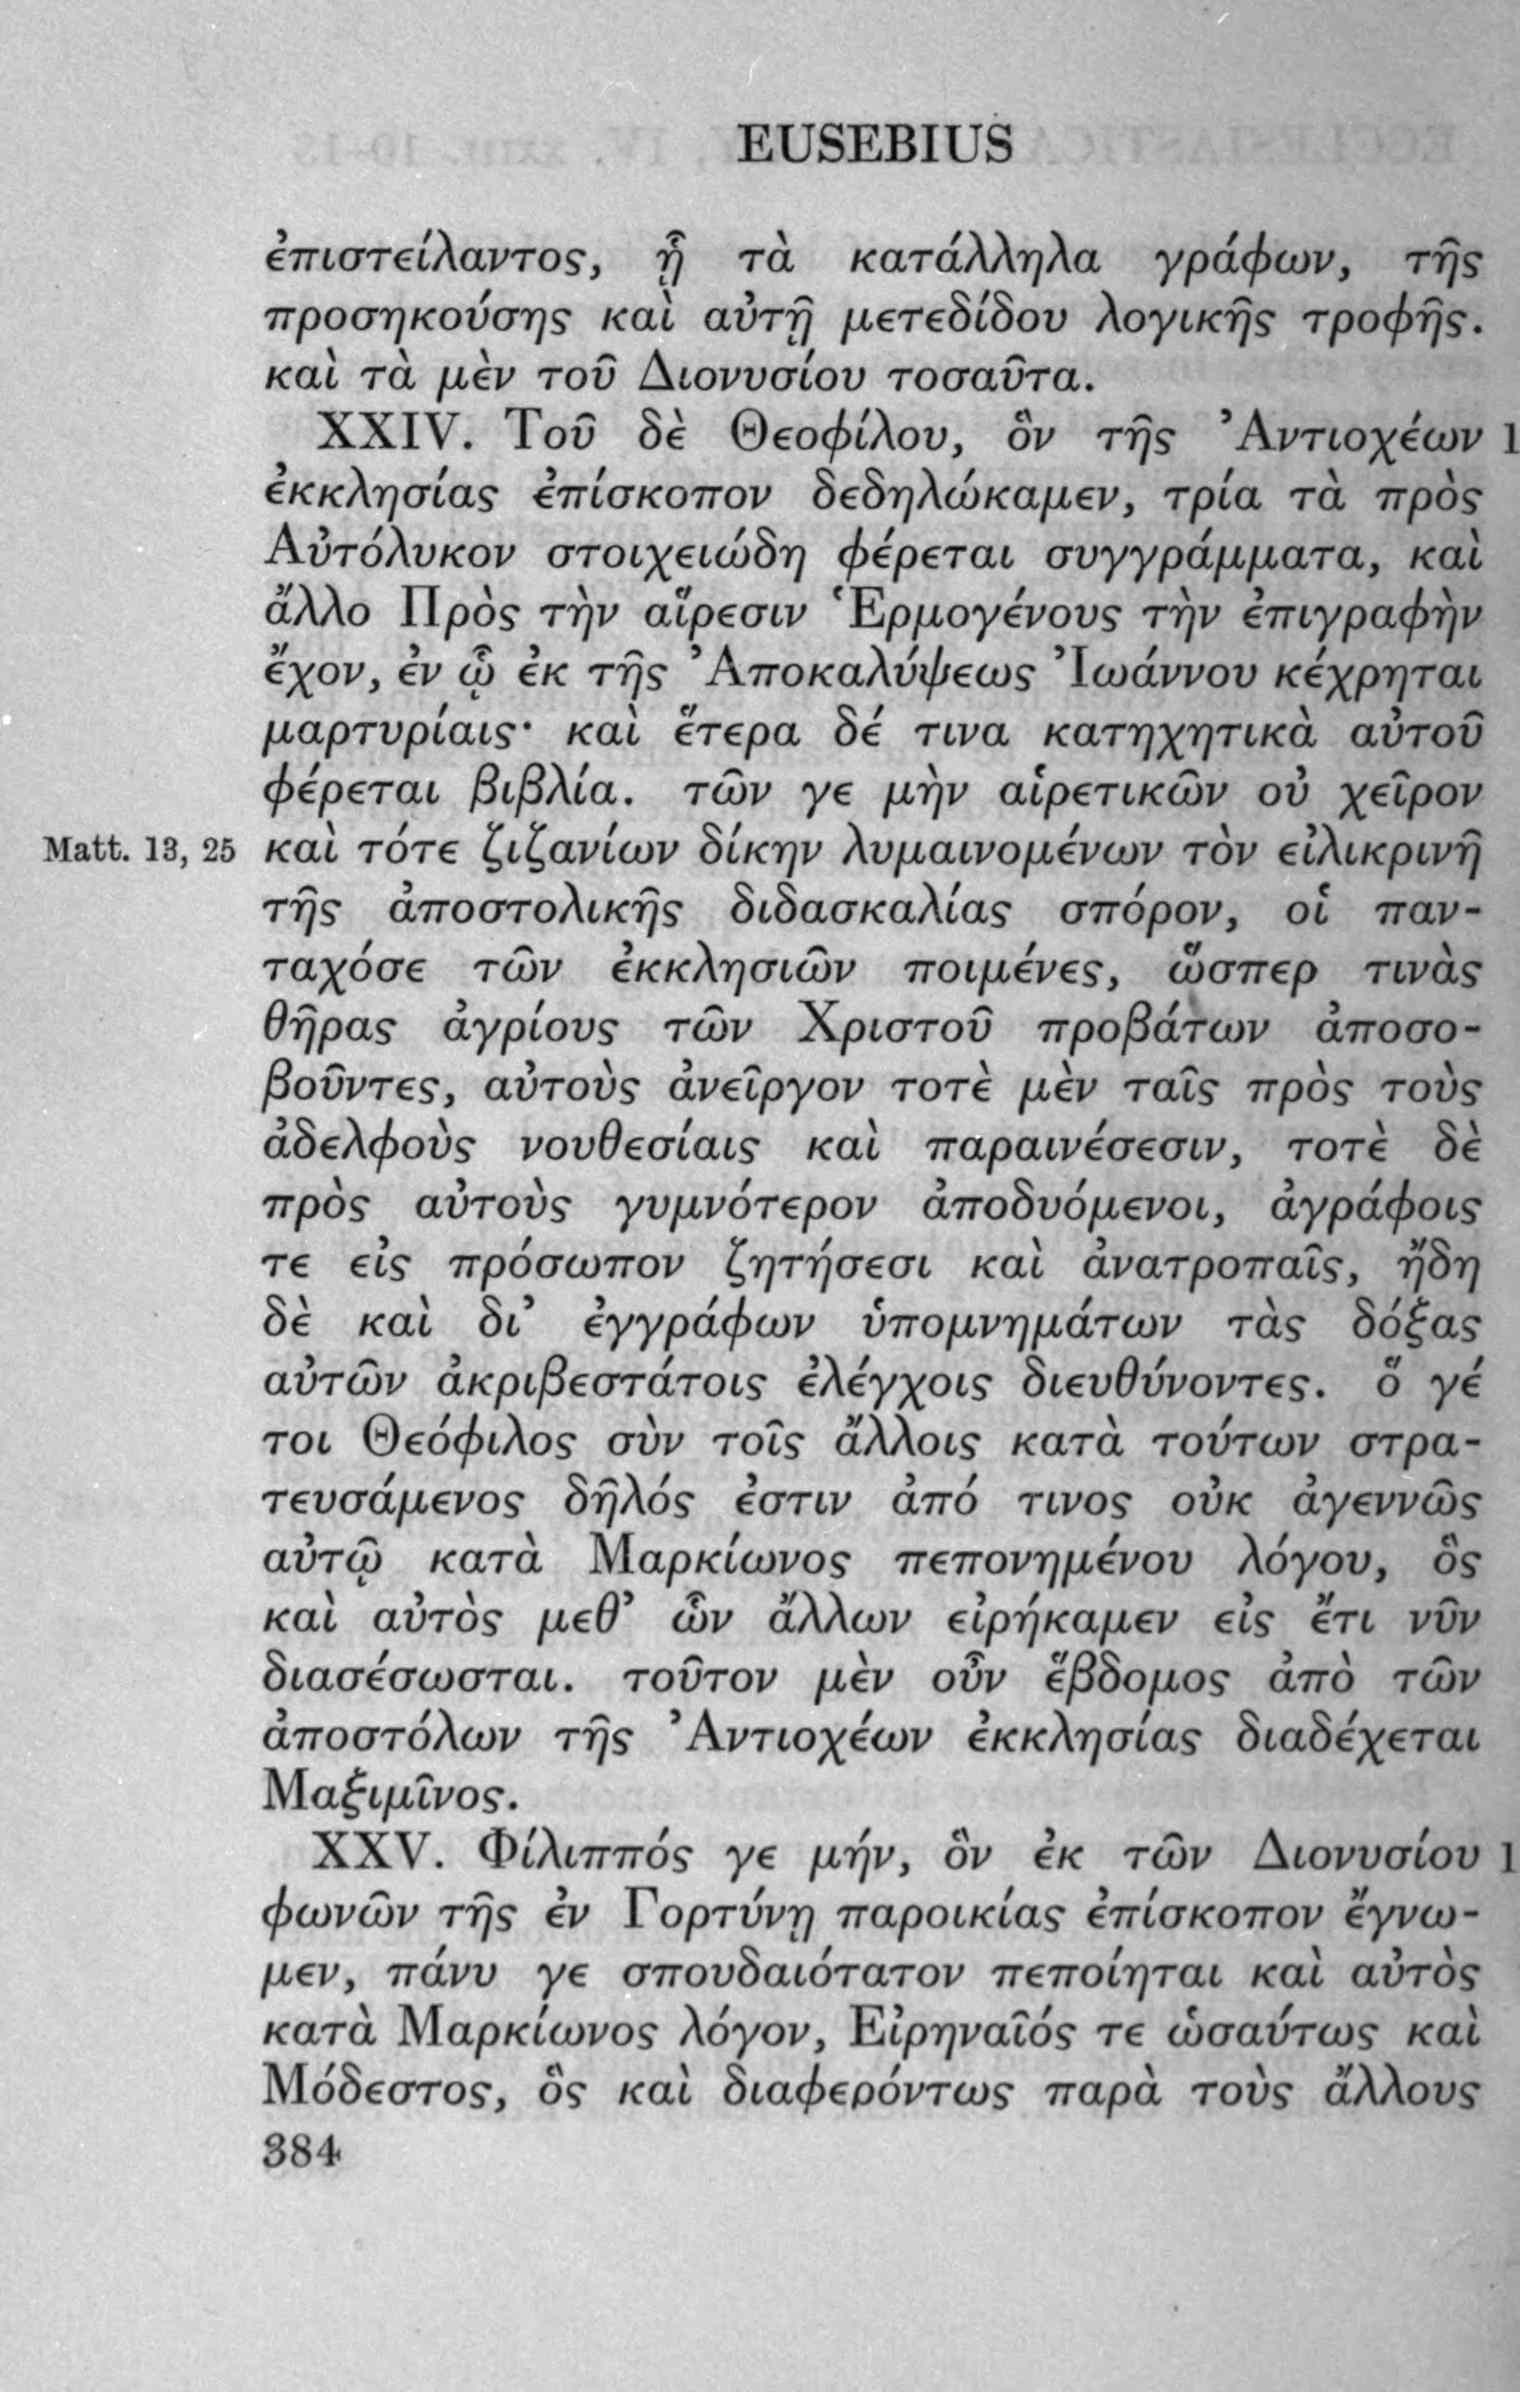 EUSEBIUS
ἐπιστείλαντος, ᾗ τὰ κατάλληλα γράφων, τῆς
προσηκούσης καὶ αὐτῇ μετεδίδου λογικῆς τροφῆς.
καὶ τὰ μὲν τοῦ Διονυσίου τοσαῦτα.
XXIV. Τοῦ δὲ Θεοφίλου, ὃν τῆς Ἀντιοχέων 1
ἐκκλησίας ἐπίσκοπον δεδηλώκαμεν, τρία τὰ πρὸς
Αὐτόλυκον στοιχειώδη φέρεται συγγράμματα, καὶ
ἄλλο Πρὸς τὴν αἵρεσιν Ἑρμογένους τὴν ἐπιγραφὴν
ἔχον, ἐν ᾧ ἐκ τῆς Ἀποκαλύψεως Ἰωάννου κέχρηται
μαρτυρίαις· καὶ ἕτερα δέ τινα κατηχητικὰ αὐτοῦ
φέρεται βιβλία. τῶν γε μὴν αἱρετικῶν οὐ χεῖρον
Matt. 13, 25 καὶ τότε ζιζανίων δίκην λυμαινομένων τὸν εἰλικρινῆ
τῆς ἀποστολικῆς διδασκαλίας σπόρον, οἱ παν-
ταχόσε τῶν ἐκκλησιῶν ποιμένες, ὥσπερ τινὰς
θῆρας ἀγρίους τῶν Χριστοῦ προβάτων ἀποσο-
βοῦντες, αὐτοὺς ἀνεῖργον τοτὲ μὲν ταῖς πρὸς τοὺς
ἀδελφοὺς νουθεσίαις καὶ παραινέσεσιν, τοτὲ δὲ
πρὸς αὐτοὺς γυμνότερον ἀποδυόμενοι, ἀγράφοις
τε εἰς πρόσωπον ζητήσεσι καὶ ἀνατροπαῖς, ἤδη
δὲ καὶ δι’ ἐγγράφων ὑπομνημάτων τὰς δόξας
αὐτῶν ἀκριβεστάτοις ἐλέγχοις διευθύνοντες. ὅ γέ
τοι Θεόφιλος σὺν τοῖς ἄλλοις κατὰ τούτων στρα-
τευσάμενος δῆλός ἐστιν ἀπό τινος οὐκ ἀγεννῶς
αὐτῷ κατὰ Μαρκίωνος πεπονημένου λόγου, ὃς
καὶ αὐτὸς μεθ’ ὧν ἄλλων εἰρήκαμεν εἰς ἔτι νῦν
διασέσωσται. τοῦτον μὲν οὖν ἕβδομος ἀπὸ τῶν
ἀποστόλων τῆς Ἀντιοχέων ἐκκλησίας διαδέχεται
Μαξιμῖνος.
XXV. Φίλιππός γε μήν, ὃν ἐκ τῶν Διονυσίου 1
φωνῶν τῆς ἐν Γορτύνῃ παροικίας ἐπίσκοπον ἔγνω-
μεν, πάνυ γε σπουδαιότατον πεποίηται καὶ αὐτὸς
κατὰ Μαρκίωνος λόγον, Εἰρηναῖός τε ὡσαύτως καὶ
Μόδεστος, ὃς καὶ διαφερόντως παρὰ τοὺς ἄλλους
384